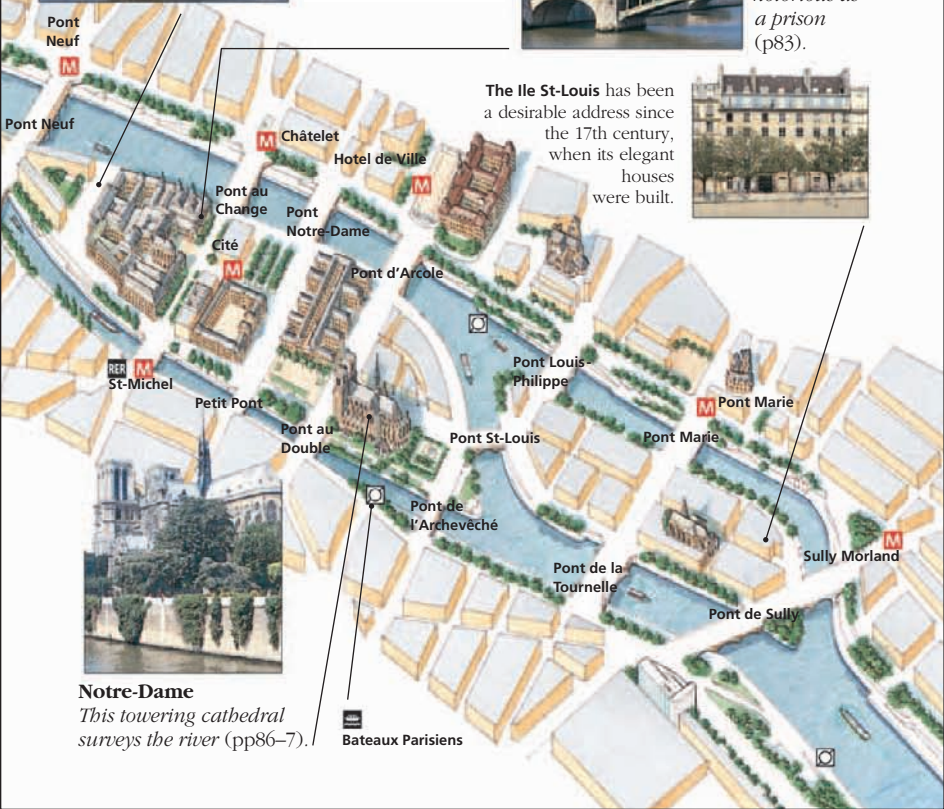 notorious as
a prison
(p83).
Pont
Neuf
M
Pont Neuf
The Ile St-Louis has been
a desirable address since
the 17th century,
when its elegant
houses
were built.
M
Châtelet
Hotel de Ville
M
Pont au
Change
Pont
Notre-Dame
Cité
M
Pont d'Arcole
RER
M
St-Michel
Petit Pont
Pont au
Double
Pont Louis-
Philippe
Pont St-Louis
M
Pont Marie
Pont Marie
Pont de
l'Archevêché
M
Sully Morland
Pont de la
Tournelle
Pont de Sully
Notre-Dame
This towering cathedral
surveys the river (pp86–7).
Bateaux Parisiens